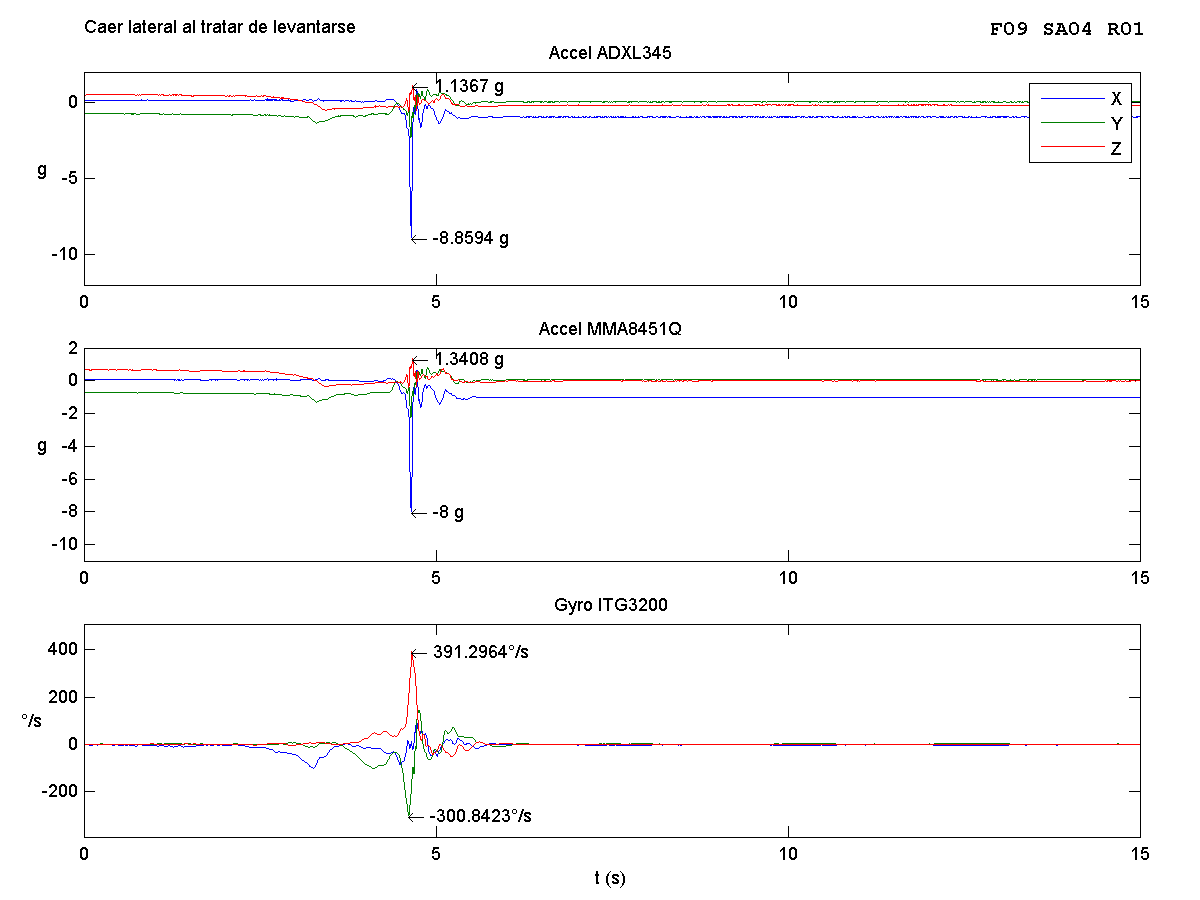 Caer lateral al tratar de levantarse
F09 SA04 R01
Accel ADXL345
1.1367 g
X
Y
Z
0
-5
-10
g
-8.8594 g
0
5
10
15
Accel MMA8451Q
2
0
-2
-4
-6
-8
-10
g
1.3408 g
-8 g
0
5
10
15
Gyro ITG3200
400
200
0
-200
°/s
391.2964°/s
-300.8423°/s
0
5
10
15
t (s)